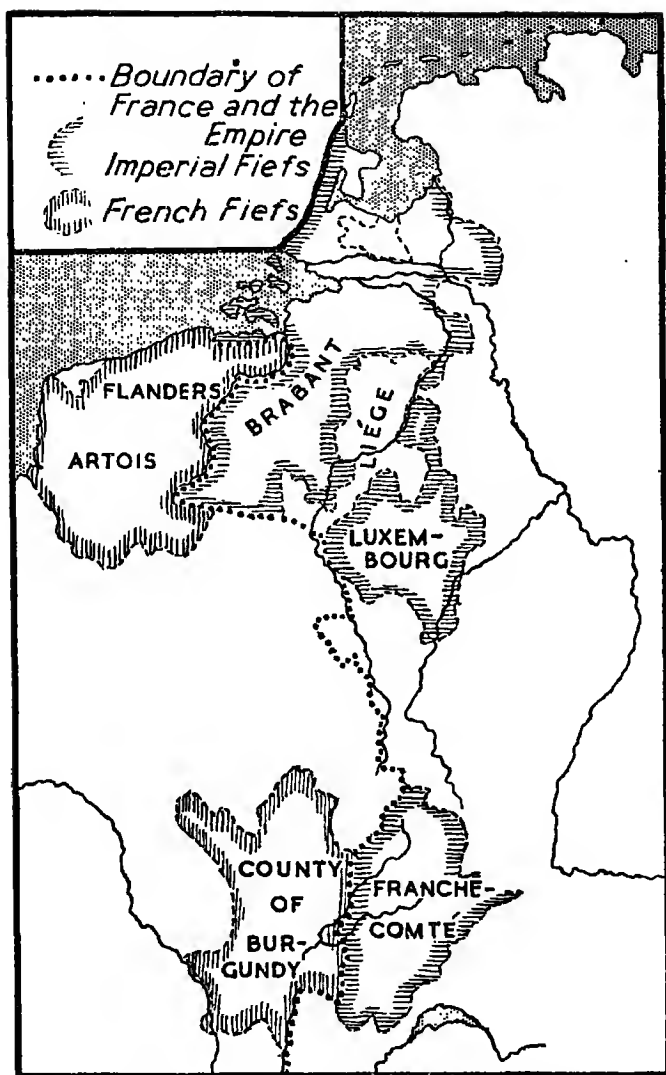 Boundary of
France and the
Empire
Imperial Fiefs
French Fiefs
FLANDERS
ARTOIS
BRABANT
LIÉGE
LUXEM-
BOURG
COUNTY
OF
BUR-
GUNDY
FRANCHE-
COMTÉ